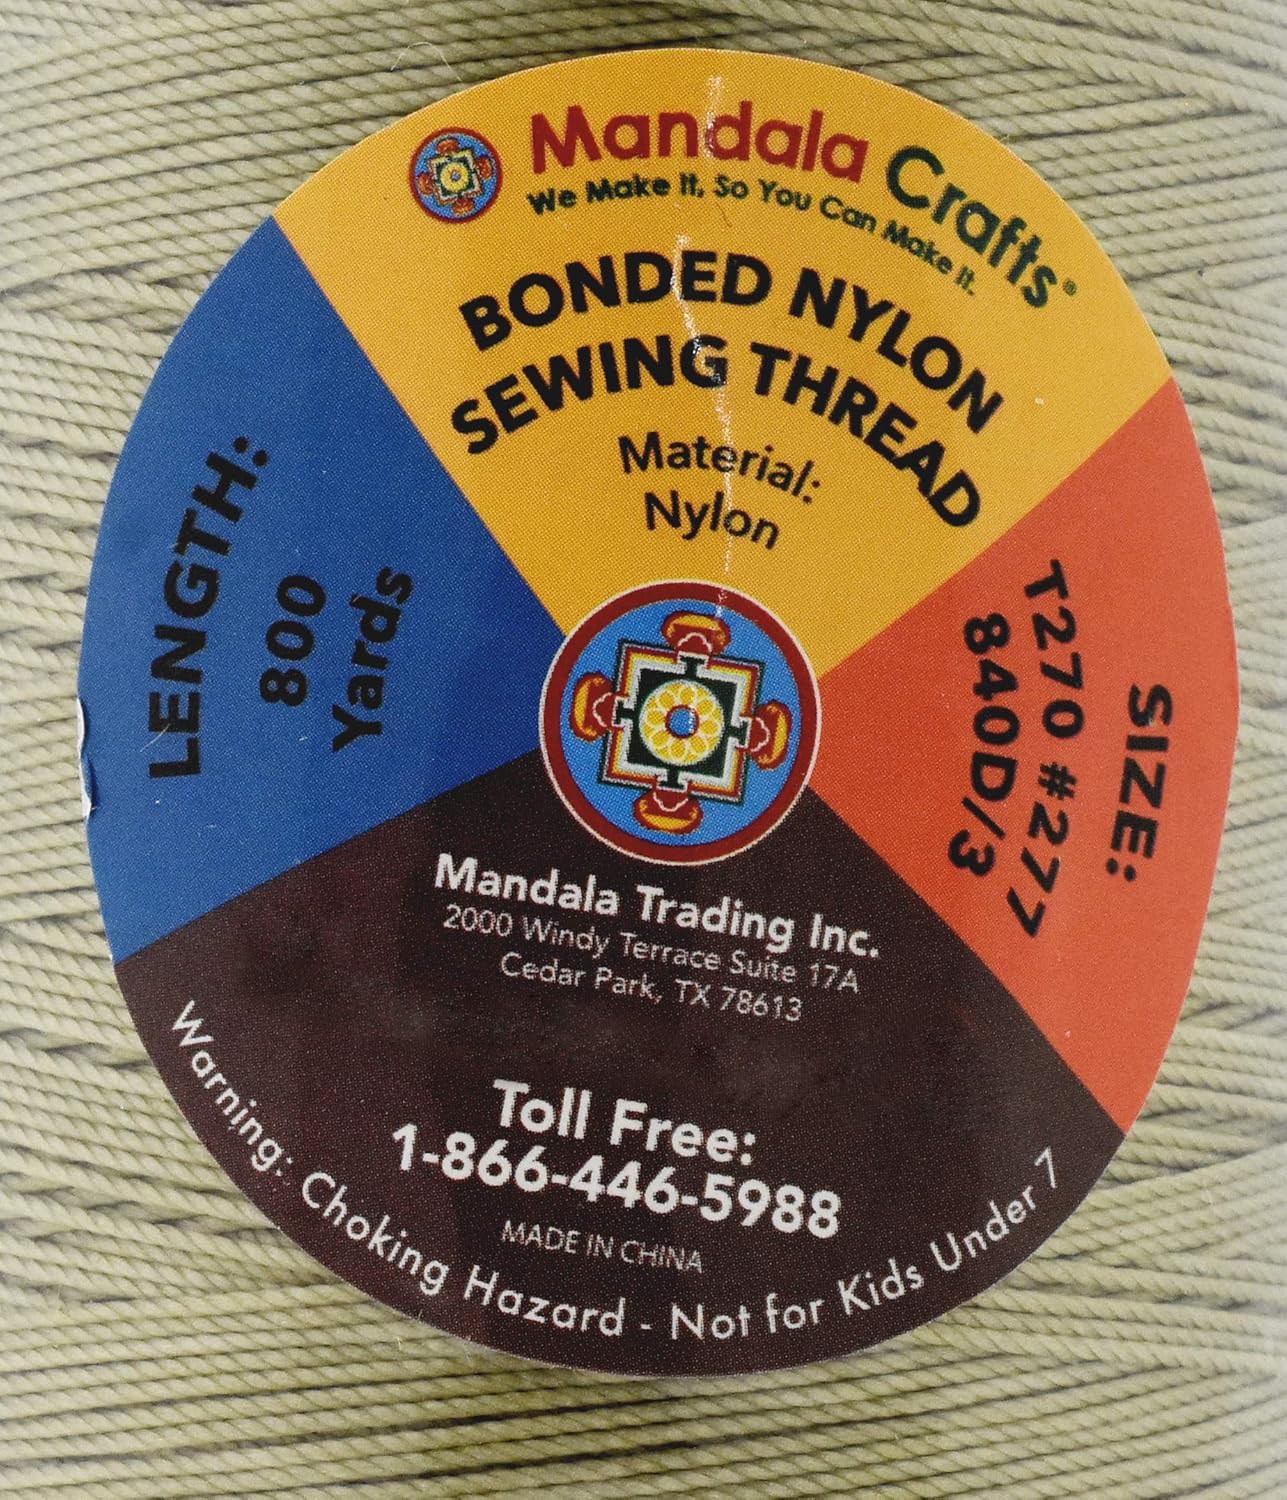 Mandala Crafts®
We Make It, So You Can Make It.
BONDED NYLON
SEWING THREAD
Material:
Nylon
LENGTH:
800
Yards
SIZE:
T270 #277
840D/3
Mandala Trading Inc.
2000 Windy Terrace Suite 17A
Cedar Park, TX 78613
Toll Free:
1-866-446-5988
MADE IN CHINA
Warning: Choking Hazard - Not for Kids Under 7